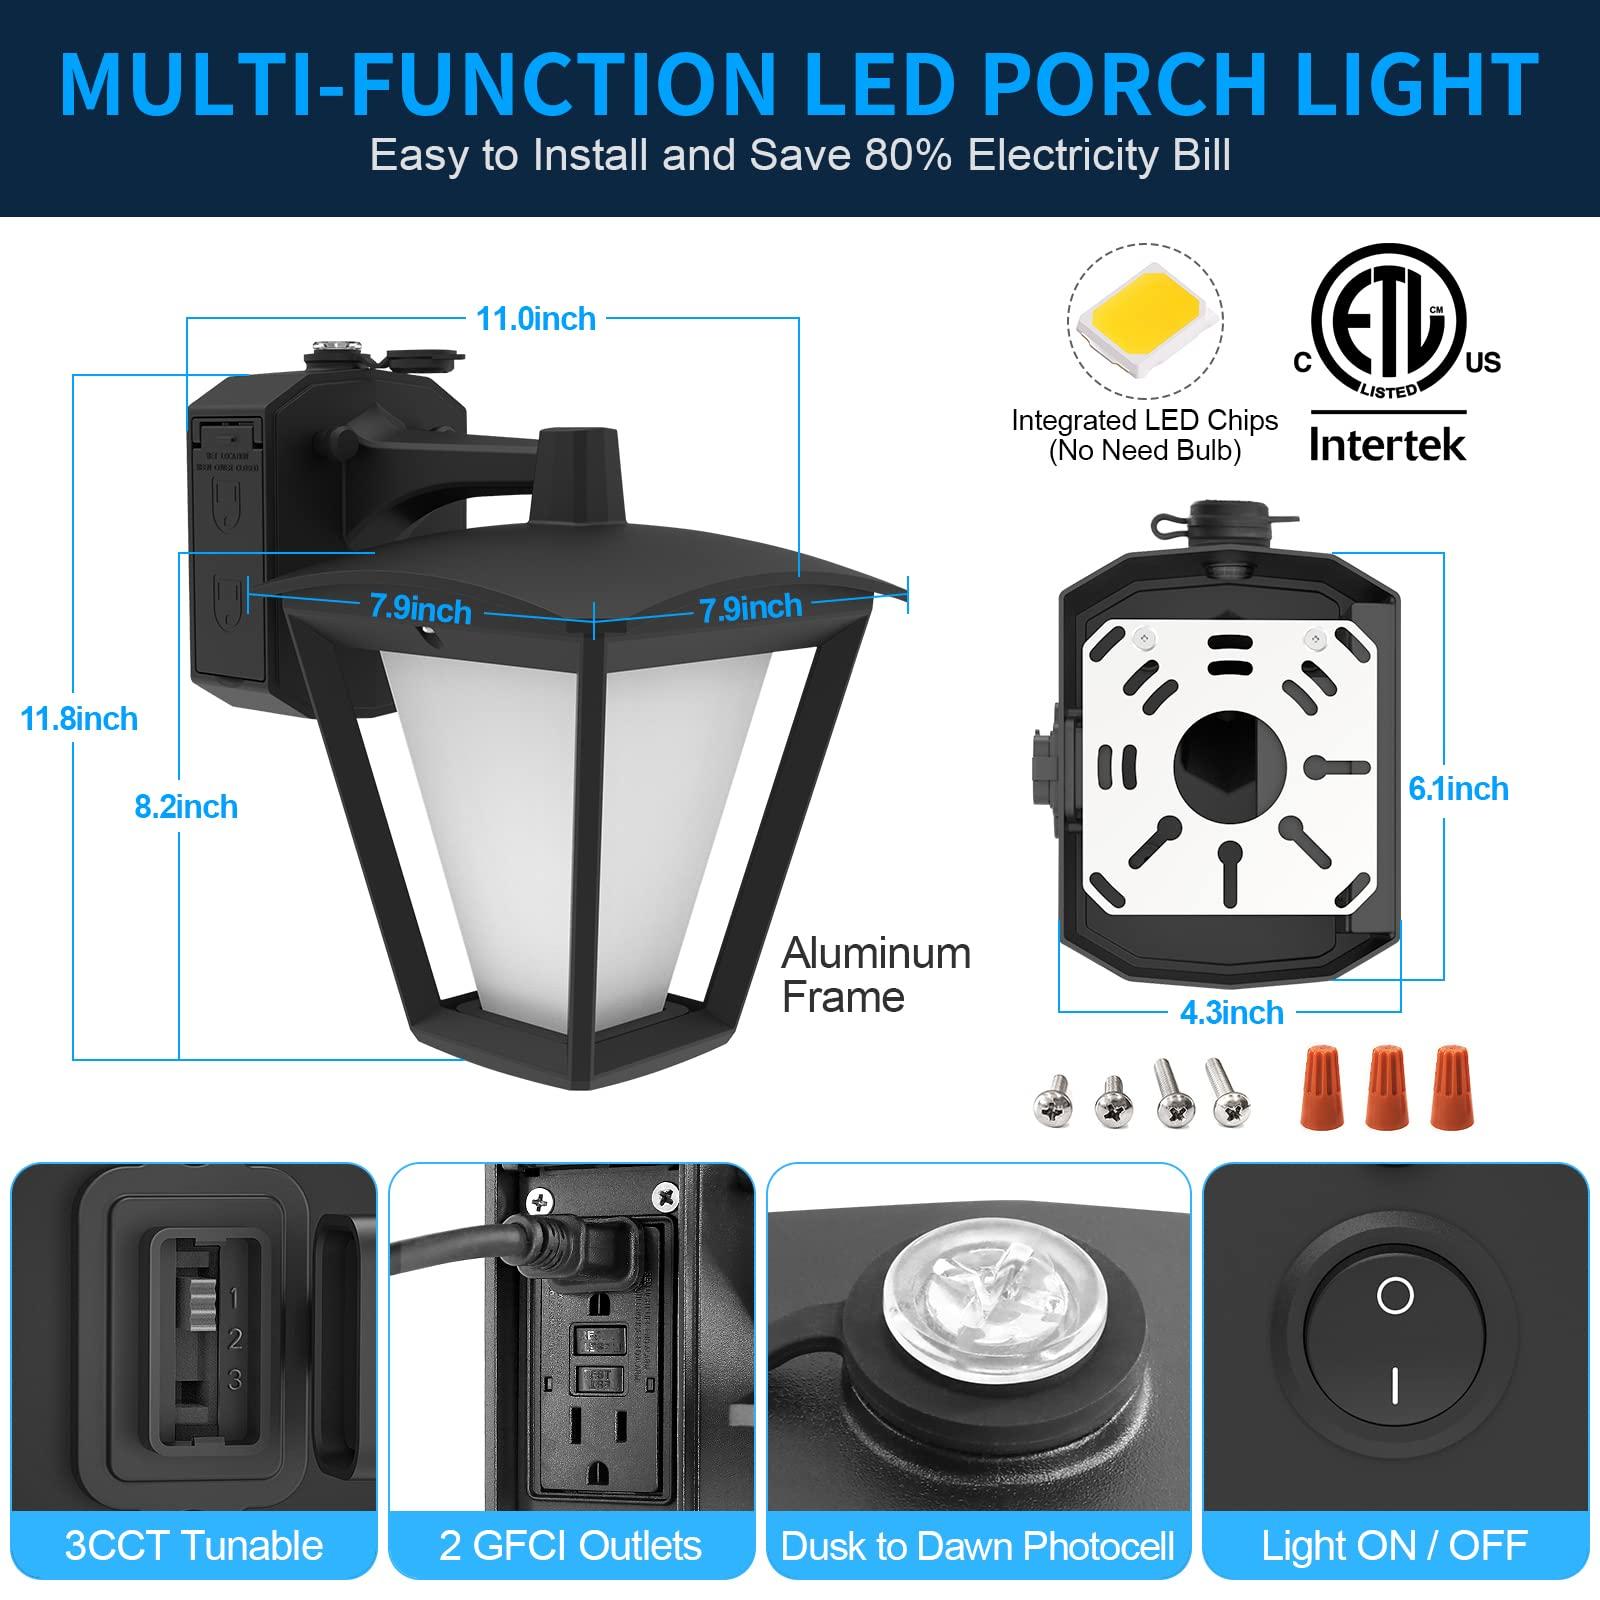 MULTI-FUNCTION LED PORCH LIGHT
Easy to Install and Save 80% Electricity Bill
11.0inch
7.9inch
7.9inch
11.8inch
8.2inch
Aluminum
Frame
Integrated LED Chips
(No Need Bulb)
ETL
CM
C
US
LISTED
Intertek
6.1inch
4.3inch
1
2
3
3CCT Tunable
2 GFCI Outlets
Dusk to Dawn Photocell
Light ON / OFF